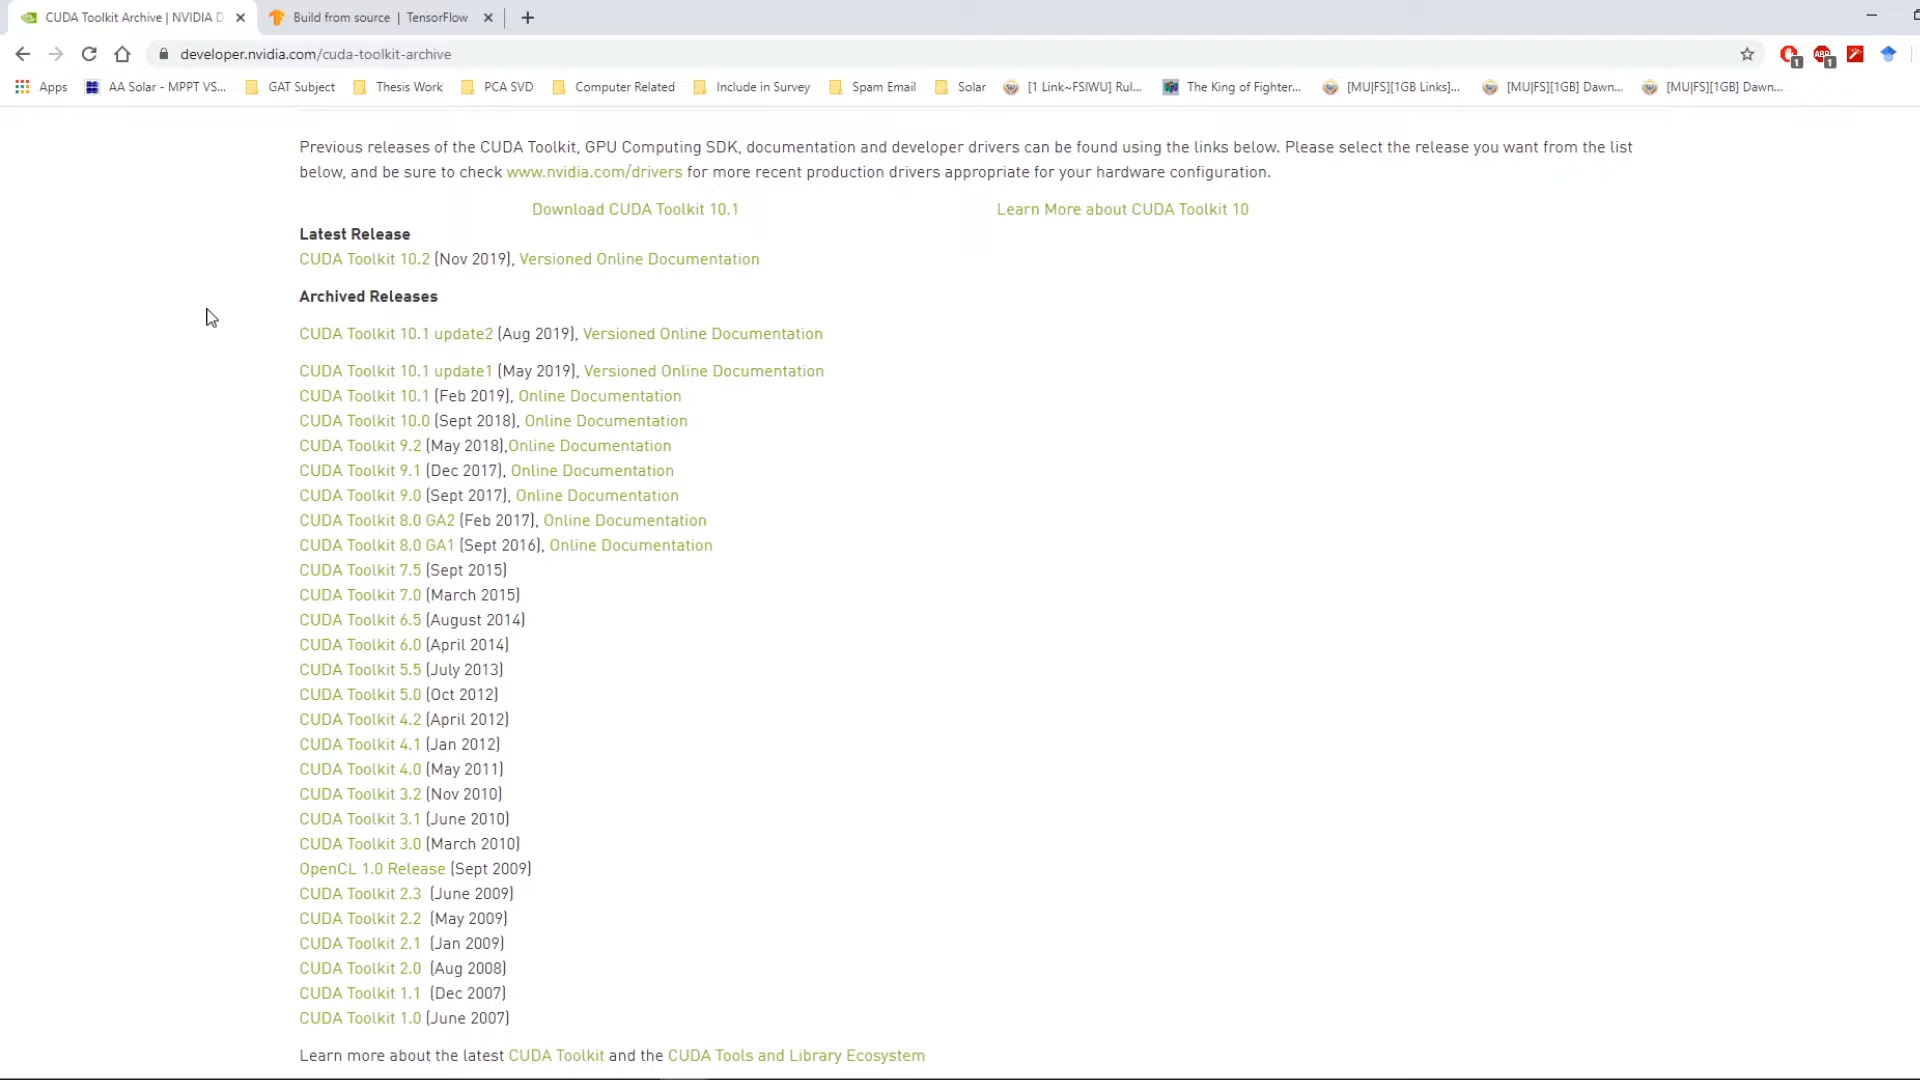 CUDA Toolkit Archive | NVIDIA D
Build from source | TensorFlow
developer.nvidia.com/cuda-toolkit-archive
1
ABP
1
Apps
AA Solar - MPPT VS...
GAT Subject
Thesis Work
PCA SVD
Computer Related
Include in Survey
Spam Email
Solar
[1 Link~FSIWU] Rul...
The King of Fighter...
[MU|FS][1GB Links]...
[MU|FS][1GB] Dawn...
[MU|FS][1GB] Dawn...
Previous releases of the CUDA Toolkit, GPU Computing SDK, documentation and developer drivers can be found using the links below. Please select the release you want from the list
below, and be sure to check www.nvidia.com/drivers for more recent production drivers appropriate for your hardware configuration.
Download CUDA Toolkit 10.1
Learn More about CUDA Toolkit 10
Latest Release
CUDA Toolkit 10.2 (Nov 2019), Versioned Online Documentation
Archived Releases
CUDA Toolkit 10.1 update2 (Aug 2019), Versioned Online Documentation
CUDA Toolkit 10.1 update1 (May 2019), Versioned Online Documentation
CUDA Toolkit 10.1 (Feb 2019), Online Documentation
CUDA Toolkit 10.0 (Sept 2018), Online Documentation
CUDA Toolkit 9.2 (May 2018),Online Documentation
CUDA Toolkit 9.1 (Dec 2017), Online Documentation
CUDA Toolkit 9.0 (Sept 2017), Online Documentation
CUDA Toolkit 8.0 GA2 (Feb 2017), Online Documentation
CUDA Toolkit 8.0 GA1 (Sept 2016), Online Documentation
CUDA Toolkit 7.5 (Sept 2015)
CUDA Toolkit 7.0 (March 2015)
CUDA Toolkit 6.5 (August 2014)
CUDA Toolkit 6.0 (April 2014)
CUDA Toolkit 5.5 (July 2013)
CUDA Toolkit 5.0 (Oct 2012)
CUDA Toolkit 4.2 (April 2012)
CUDA Toolkit 4.1 (Jan 2012)
CUDA Toolkit 4.0 (May 2011)
CUDA Toolkit 3.2 (Nov 2010)
CUDA Toolkit 3.1 (June 2010)
CUDA Toolkit 3.0 (March 2010)
OpenCL 1.0 Release (Sept 2009)
CUDA Toolkit 2.3 (June 2009)
CUDA Toolkit 2.2 (May 2009)
CUDA Toolkit 2.1 (Jan 2009)
CUDA Toolkit 2.0 (Aug 2008)
CUDA Toolkit 1.1 (Dec 2007)
CUDA Toolkit 1.0 (June 2007)
Learn more about the latest CUDA Toolkit and the CUDA Tools and Library Ecosystem